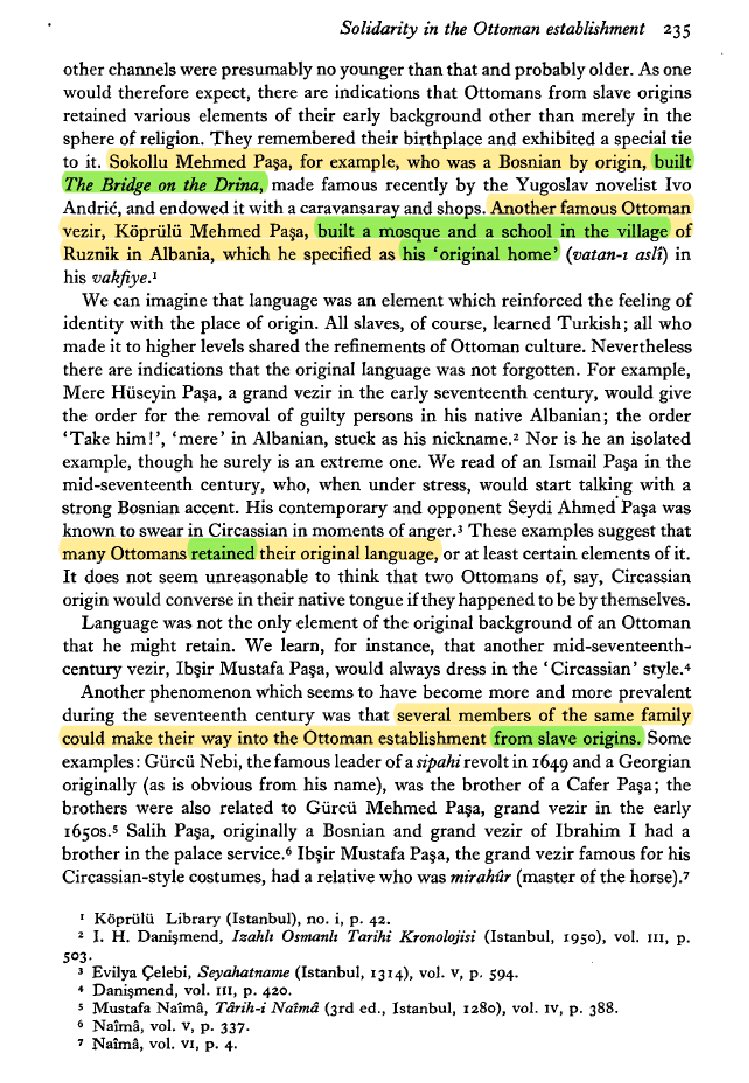 Solidarity in the Ottoman establishment 235
other channels were presumably no younger than that and probably older. As one
would therefore expect, there are indications that Ottomans from slave origins
retained various elements of their early background other than merely in the
sphere of religion. They remembered their birthplace and exhibited a special tie
to it. Sokollu Mehmed Paşa, for example, who was a Bosnian by origin, built
The Bridge on the Drina, made famous recently by the Yugoslav novelist Ivo
Andrić, and endowed it with a caravansaray and shops. Another famous Ottoman
vezir, Köprülü Mehmed Paşa, built a mosque and a school in the village of
Ruznik in Albania, which he specified as his ‘original home’ (vatan-ı aslî) in
his vakfiye.¹
We can imagine that language was an element which reinforced the feeling of
identity with the place of origin. All slaves, of course, learned Turkish; all who
made it to higher levels shared the refinements of Ottoman culture. Nevertheless
there are indications that the original language was not forgotten. For example,
Mere Hüseyin Paşa, a grand vezir in the early seventeenth century, would give
the order for the removal of guilty persons in his native Albanian; the order
‘Take him!’, ‘mere’ in Albanian, stuck as his nickname.² Nor is he an isolated
example, though he surely is an extreme one. We read of an Ismail Paşa in the
mid-seventeenth century, who, when under stress, would start talking with a
strong Bosnian accent. His contemporary and opponent Seydi Ahmed Paşa was
known to swear in Circassian in moments of anger.³ These examples suggest that
many Ottomans retained their original language, or at least certain elements of it.
It does not seem unreasonable to think that two Ottomans of, say, Circassian
origin would converse in their native tongue if they happened to be by themselves.
Language was not the only element of the original background of an Ottoman
that he might retain. We learn, for instance, that another mid-seventeenth-
century vezir, Ibşir Mustafa Paşa, would always dress in the ‘Circassian’ style.⁴
Another phenomenon which seems to have become more and more prevalent
during the seventeenth century was that several members of the same family
could make their way into the Ottoman establishment from slave origins. Some
examples: Gürcü Nebi, the famous leader of a sipahi revolt in 1649 and a Georgian
originally (as is obvious from his name), was the brother of a Cafer Paşa; the
brothers were also related to Gürcü Mehmed Paşa, grand vezir in the early
1650s.⁵ Salih Paşa, originally a Bosnian and grand vezir of Ibrahim I had a
brother in the palace service.⁶ Ibşir Mustafa Paşa, the grand vezir famous for his
Circassian-style costumes, had a relative who was mirahûr (master of the horse).⁷
¹ Köprülü Library (Istanbul), no. i, p. 42.
² I. H. Danişmend, Izahlı Osmanlı Tarihi Kronolojisi (Istanbul, 1950), vol. III, p.
503.
³ Evilya Çelebi, Seyahatname (Istanbul, 1314), vol. V, p. 594.
⁴ Danişmend, vol. III, p. 420.
⁵ Mustafa Naîmâ, Târih-i Naîmâ (3rd ed., Istanbul, 1280), vol. IV, p. 388.
⁶ Naîmâ, vol. V, p. 337.
⁷ Naîmâ, vol. VI, p. 4.